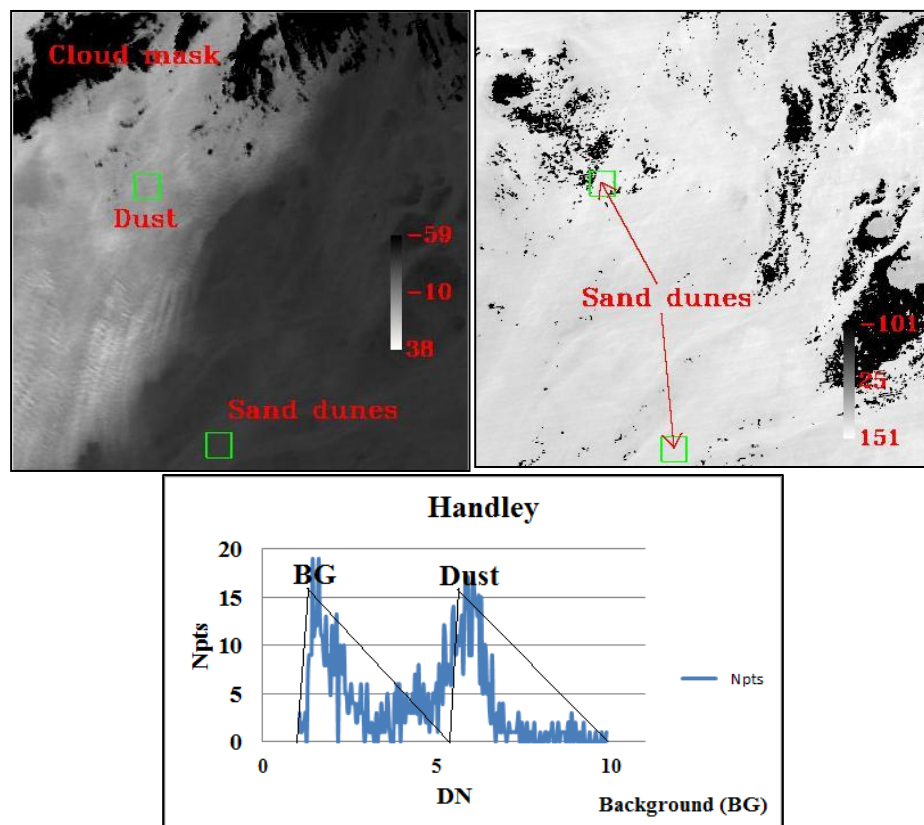 Cloud mask
Dust
-59
-10
38
Sand dunes
Sand dunes
-101
25
151
Handley
20
15
10
5
0
Npts
BG
Dust
Npts
0
5
10
DN
Background (BG)